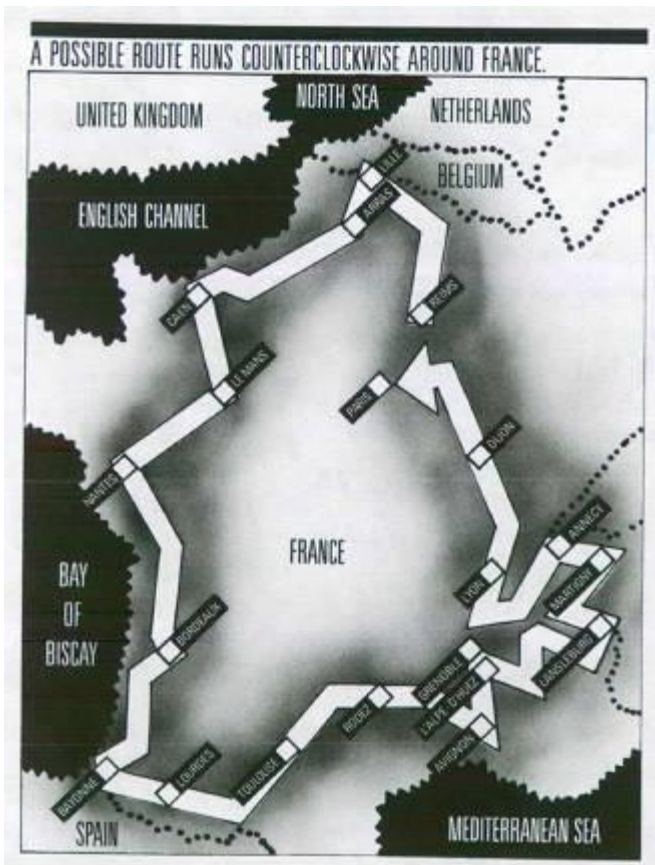 A POSSIBLE ROUTE RUNS COUNTERCLOCKWISE AROUND FRANCE.
NORTH SEA
UNITED KINGDOM
NETHERLANDS
LILLE
BELGIUM
ENGLISH CHANNEL
ARRAS
CAEN
REIMS
LE MANS
PARIS
DIJON
NANTES
ANNECY
FRANCE
LYON
MARTIGNY
BAY
OF
BISCAY
BORDEAUX
LANSLEBURG
GRENOBLE
L'ALPE-D'HUEZ
RODEZ
AVIGNON
TOULOUSE
LOURDES
BAYONNE
SPAIN
MEDITERRANEAN SEA